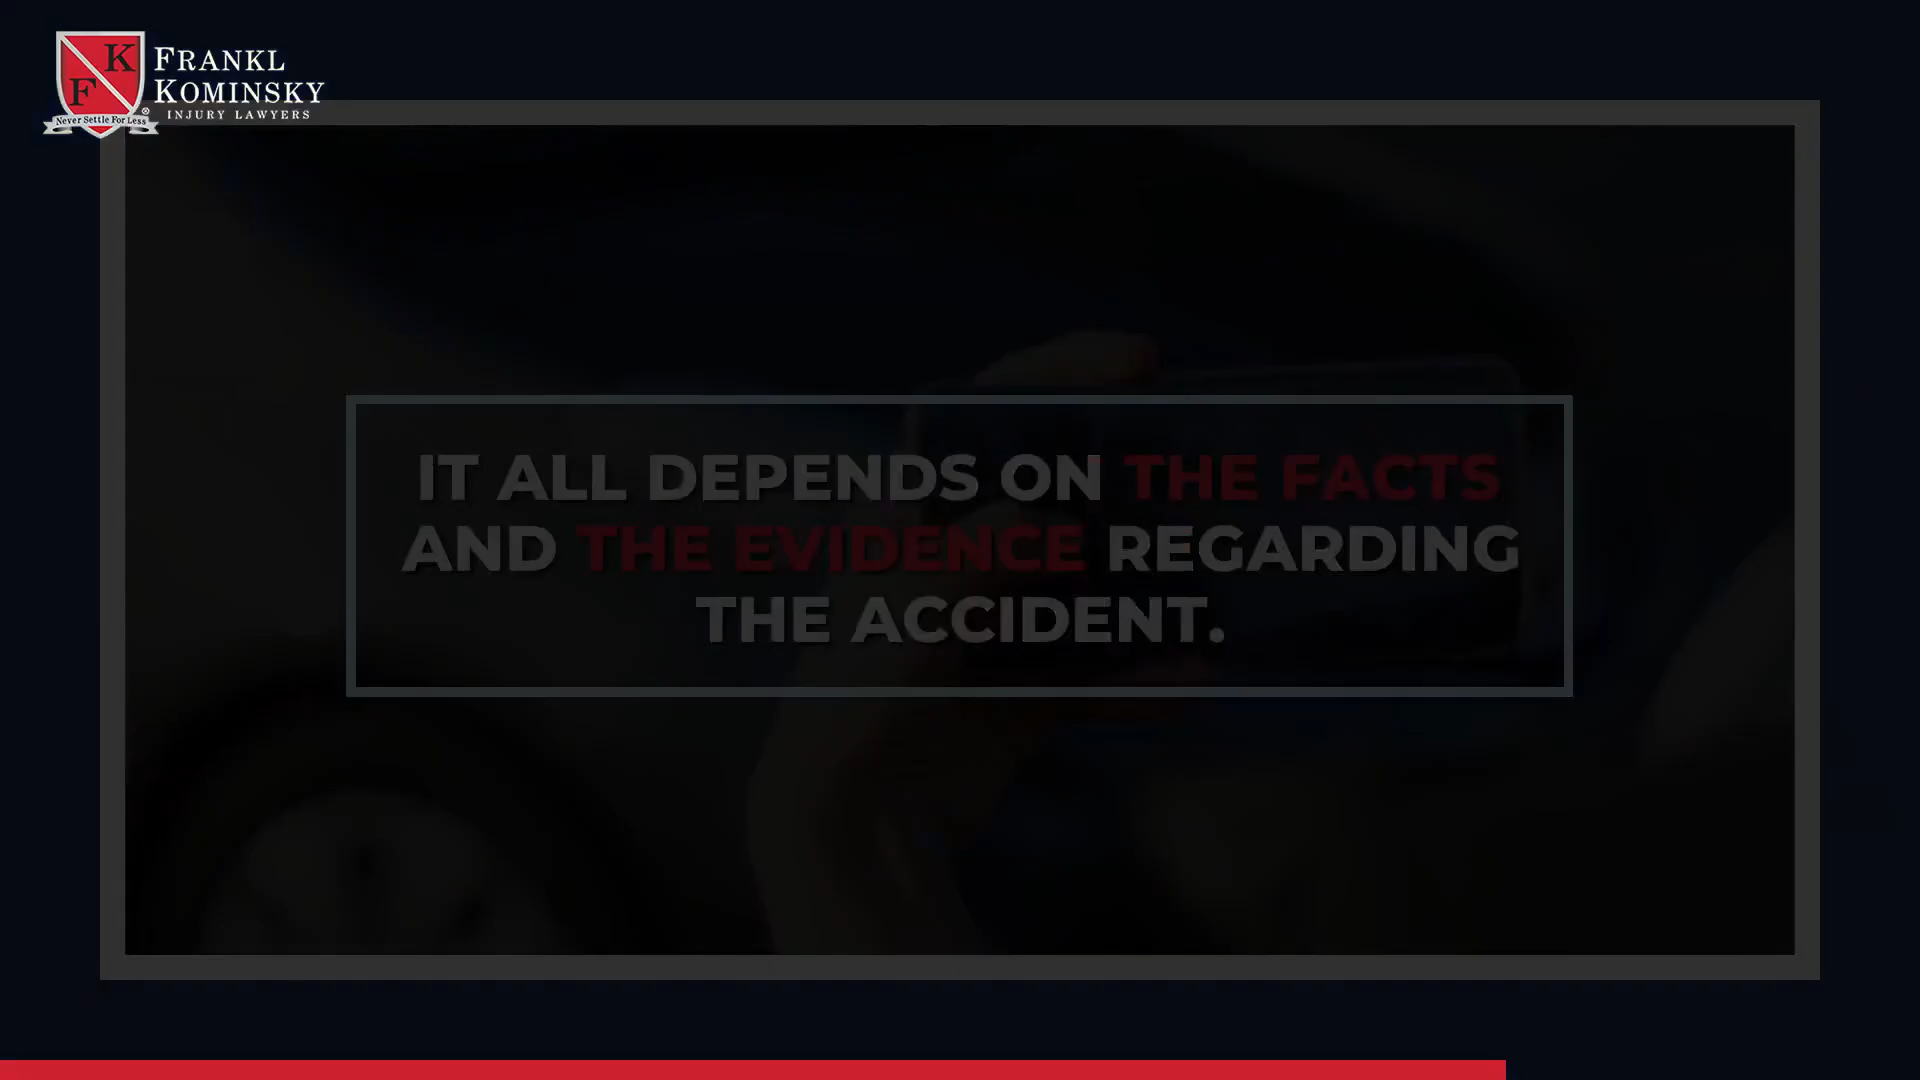 K
F
FRANKL
KOMINSKY
INJURY LAWYERS
Never Settle For Less
®
IT ALL DEPENDS ON THE FACTS
AND THE EVIDENCE REGARDING
THE ACCIDENT.